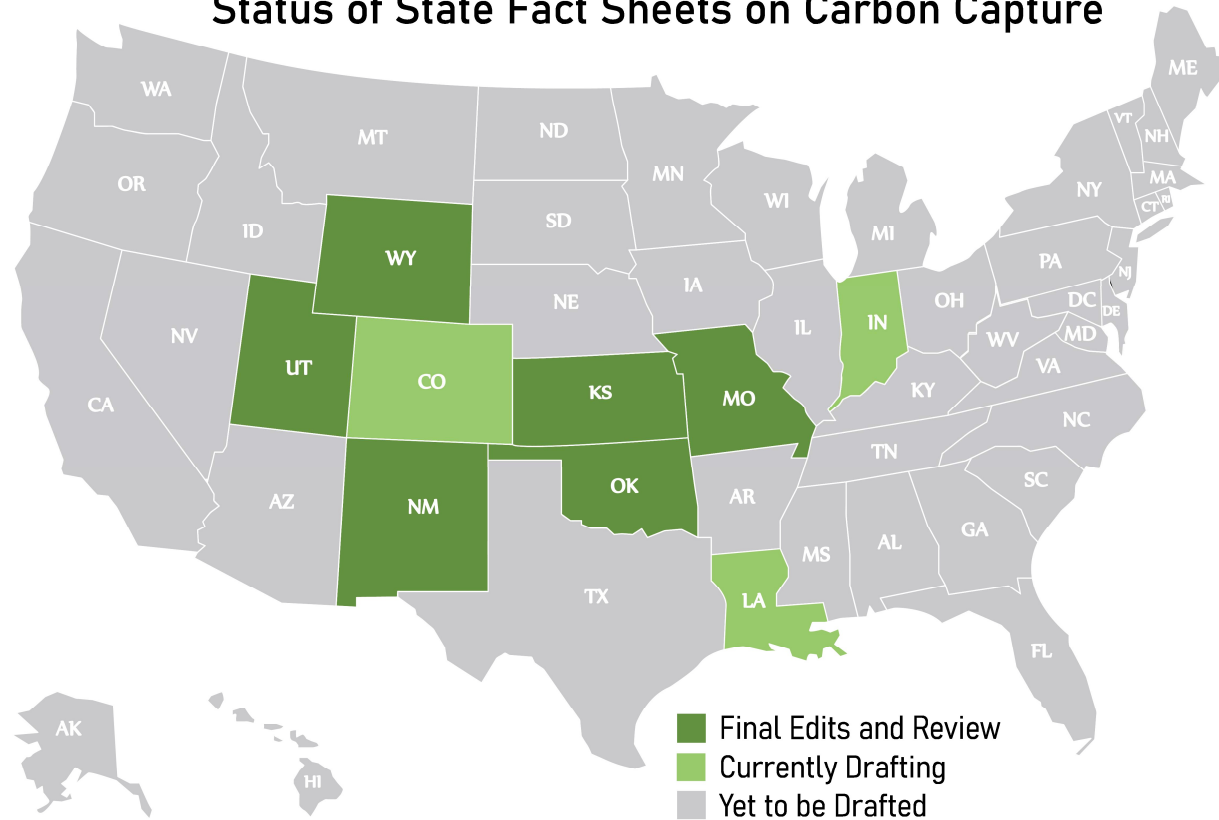 Status of State Fact Sheets on Carbon Capture
WA
MT
ND
MN
OR
ID
SD
WI
MI
ME
VT
NH
NY
MA
CT
RI
WY
NE
IA
PA
NJ
NV
UT
CO
KS
MO
IL
IN
OH
DC
DE
WV
MD
VA
KY
CA
AZ
NM
OK
AR
TN
NC
SC
TX
LA
MS
AL
GA
FL
AK
HI
Final Edits and Review
Currently Drafting
Yet to be Drafted